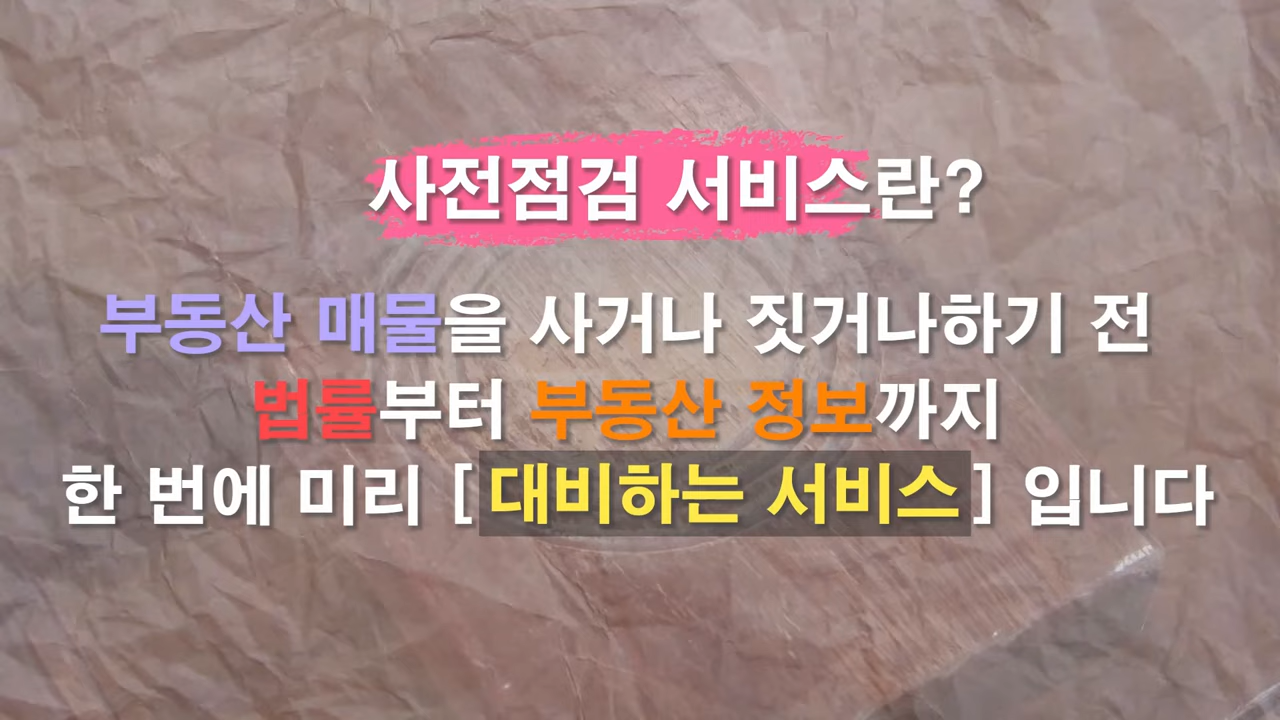 사전점검 서비스란?
부동산 매물을 사거나 짓거나하기 전
법률부터 부동산 정보까지
한 번에 미리 [대비하는 서비스] 입니다